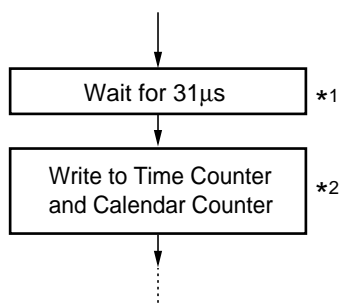 Wait for 31μs
*1
Write to Time Counter
and Calendar Counter
*2